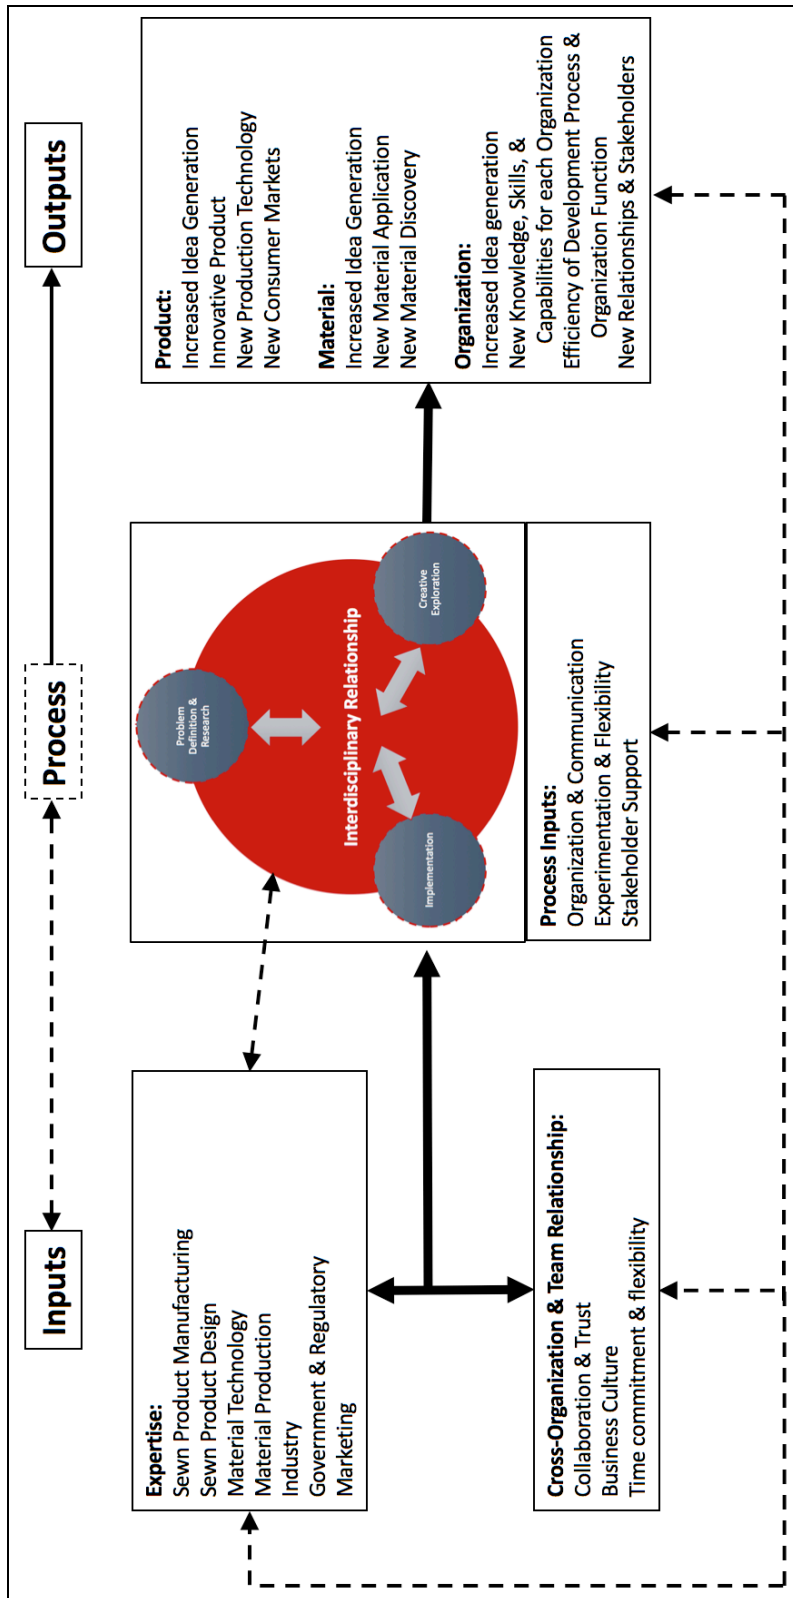 Inputs
Process
Outputs
Expertise:
Sewn Product Manufacturing
Sewn Product Design
Material Technology
Material Production
Industry
Government & Regulatory
Marketing
Cross-Organization & Team Relationship:
Collaboration & Trust
Business Culture
Time commitment & flexibility
Problem
Definition &
Research
Interdisciplinary Relationship
Implementation
Creative
Exploration
Process Inputs:
Organization & Communication
Experimentation & Flexibility
Stakeholder Support
Product:
Increased Idea Generation
Innovative Product
New Production Technology
New Consumer Markets
Material:
Increased Idea Generation
New Material Application
New Material Discovery
Organization:
Increased Idea generation
New Knowledge, Skills, &
Capabilities for each Organization
Efficiency of Development Process &
Organization Function
New Relationships & Stakeholders